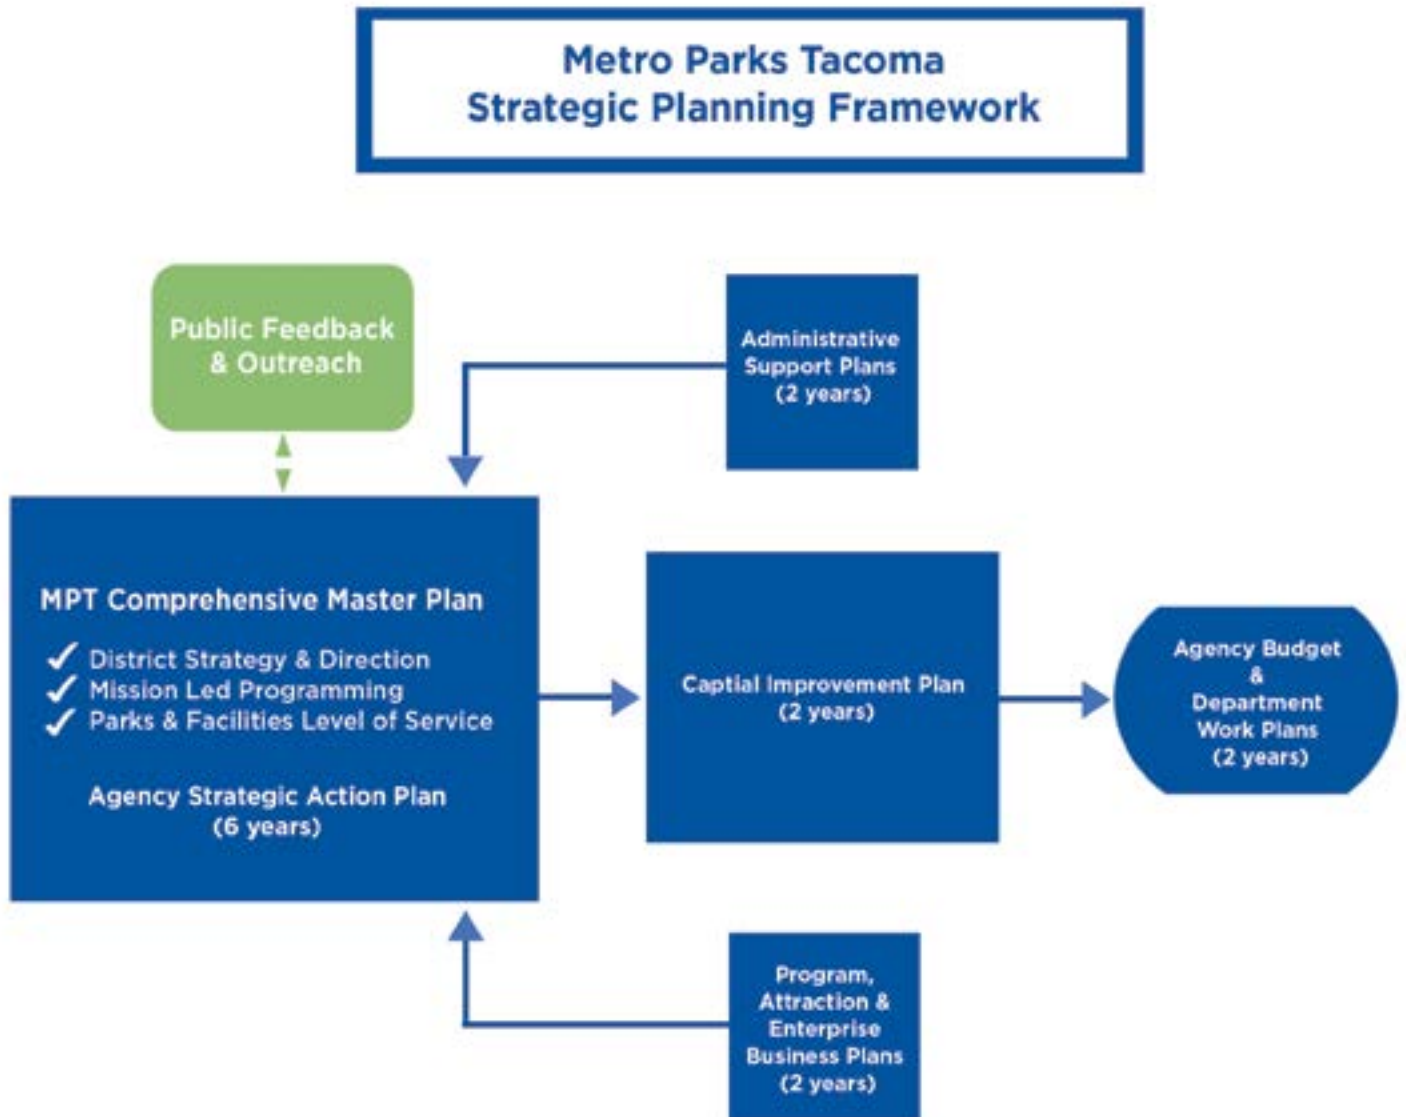 Metro Parks Tacoma
Strategic Planning Framework
Public Feedback
& Outreach
Administrative
Support Plans
(2 years)
MPT Comprehensive Master Plan
District Strategy & Direction
Mission Led Programming
Parks & Facilities Level of Service
Agency Strategic Action Plan
(6 years)
Captial Improvement Plan
(2 years)
Agency Budget
&
Department
Work Plans
(2 years)
Program,
Attraction &
Enterprise
Business Plans
(2 years)